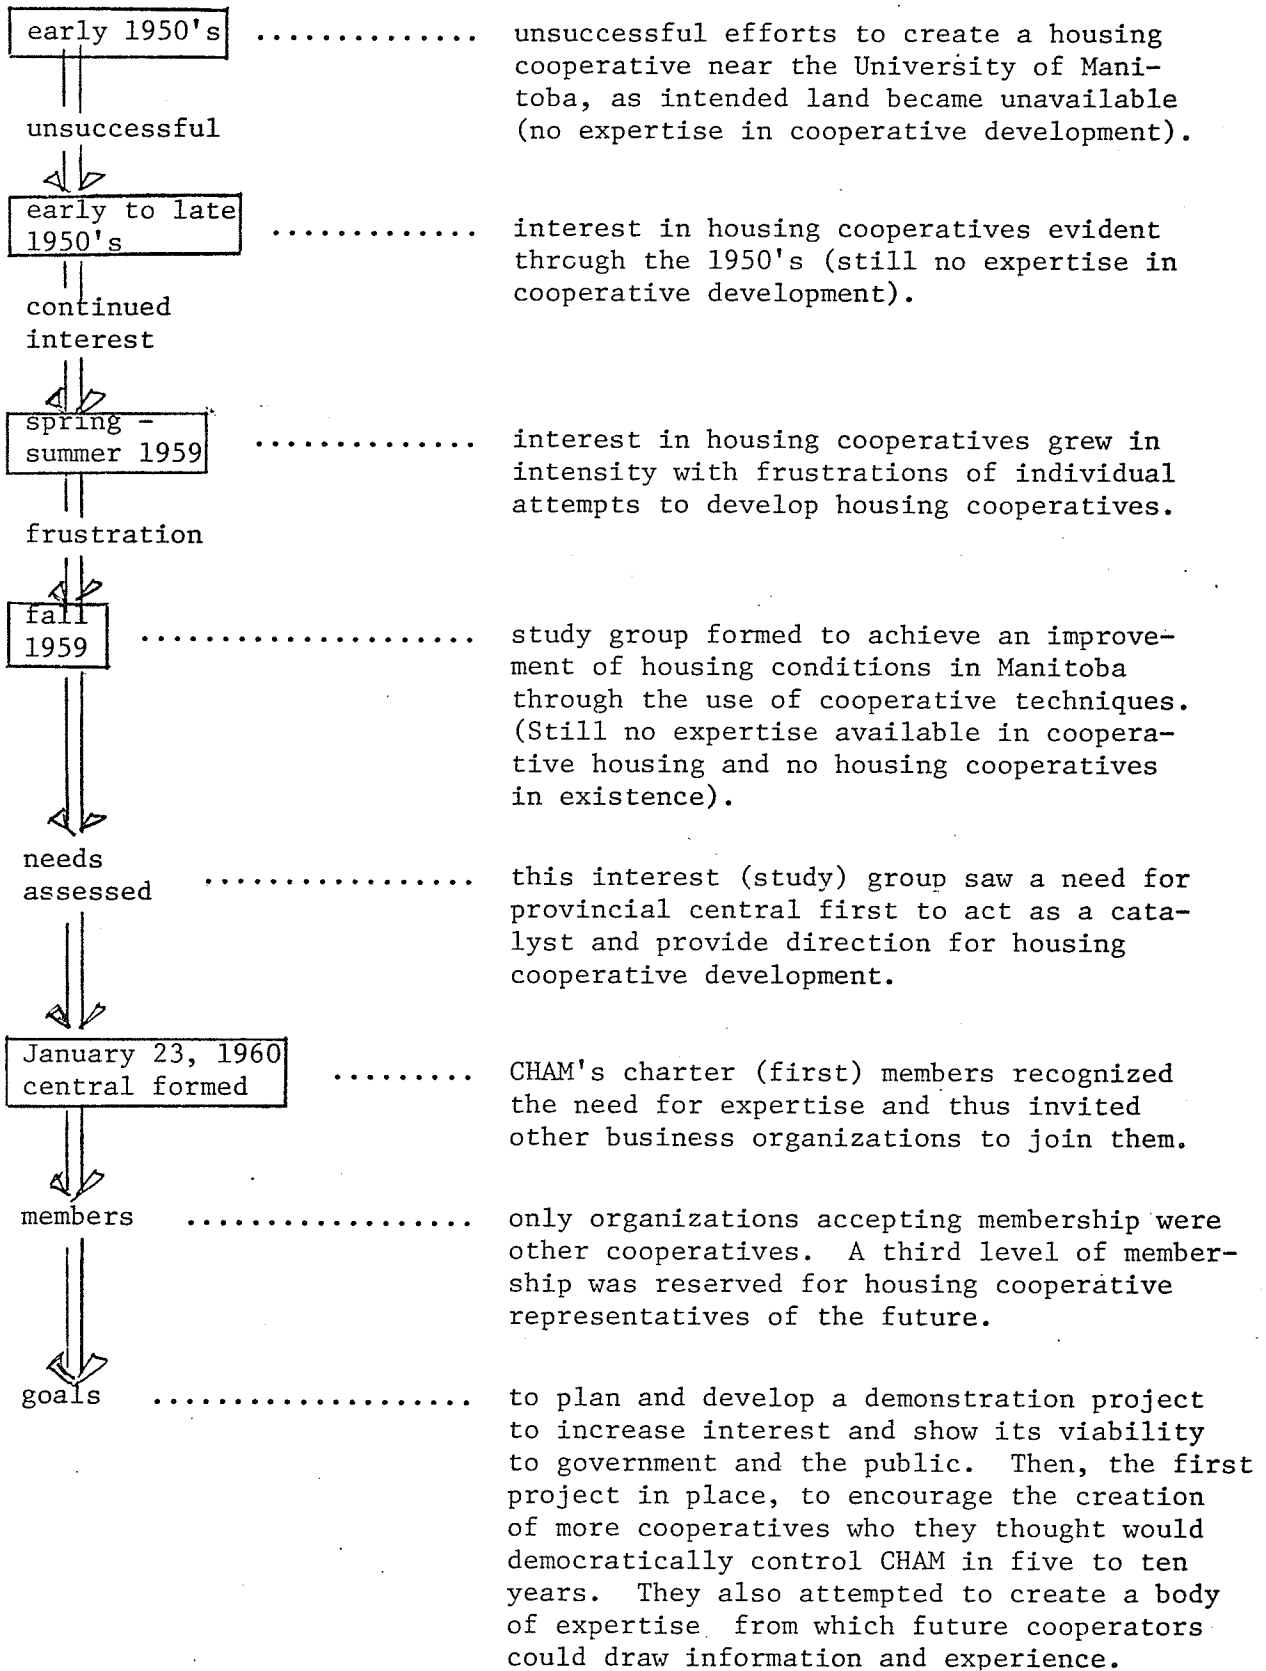 early 1950's .............. unsuccessful efforts to create a housing
cooperative near the University of Mani-
toba, as intended land became unavailable
unsuccessful (no expertise in cooperative development).
early to late
1950's ............. interest in housing cooperatives evident
through the 1950's (still no expertise in
continued cooperative development).
interest
spring -
summer 1959 .............. interest in housing cooperatives grew in
intensity with frustrations of individual
attempts to develop housing cooperatives.
frustration
fall
1959 ..................... study group formed to achieve an improve-
ment of housing conditions in Manitoba
through the use of cooperative techniques.
(Still no expertise available in coopera-
tive housing and no housing cooperatives
in existence).
needs
assessed ................. this interest (study) group saw a need for
provincial central first to act as a cata-
lyst and provide direction for housing
cooperative development.
January 23, 1960
central formed ......... CHAM's charter (first) members recognized
the need for expertise and thus invited
other business organizations to join them.
members .................. only organizations accepting membership were
other cooperatives. A third level of member-
ship was reserved for housing cooperative
representatives of the future.
goals .................... to plan and develop a demonstration project
to increase interest and show its viability
to government and the public. Then, the first
project in place, to encourage the creation
of more cooperatives who they thought would
democratically control CHAM in five to ten
years. They also attempted to create a body
of expertise from which future cooperators
could draw information and experience.